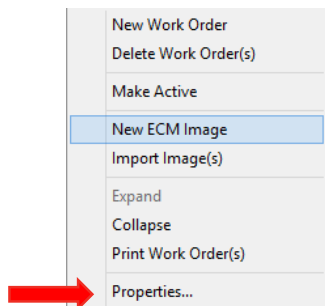 New Work Order
Delete Work Order(s)
Make Active
New ECM Image
Import Image(s)
Expand
Collapse
Print Work Order(s)
Properties...